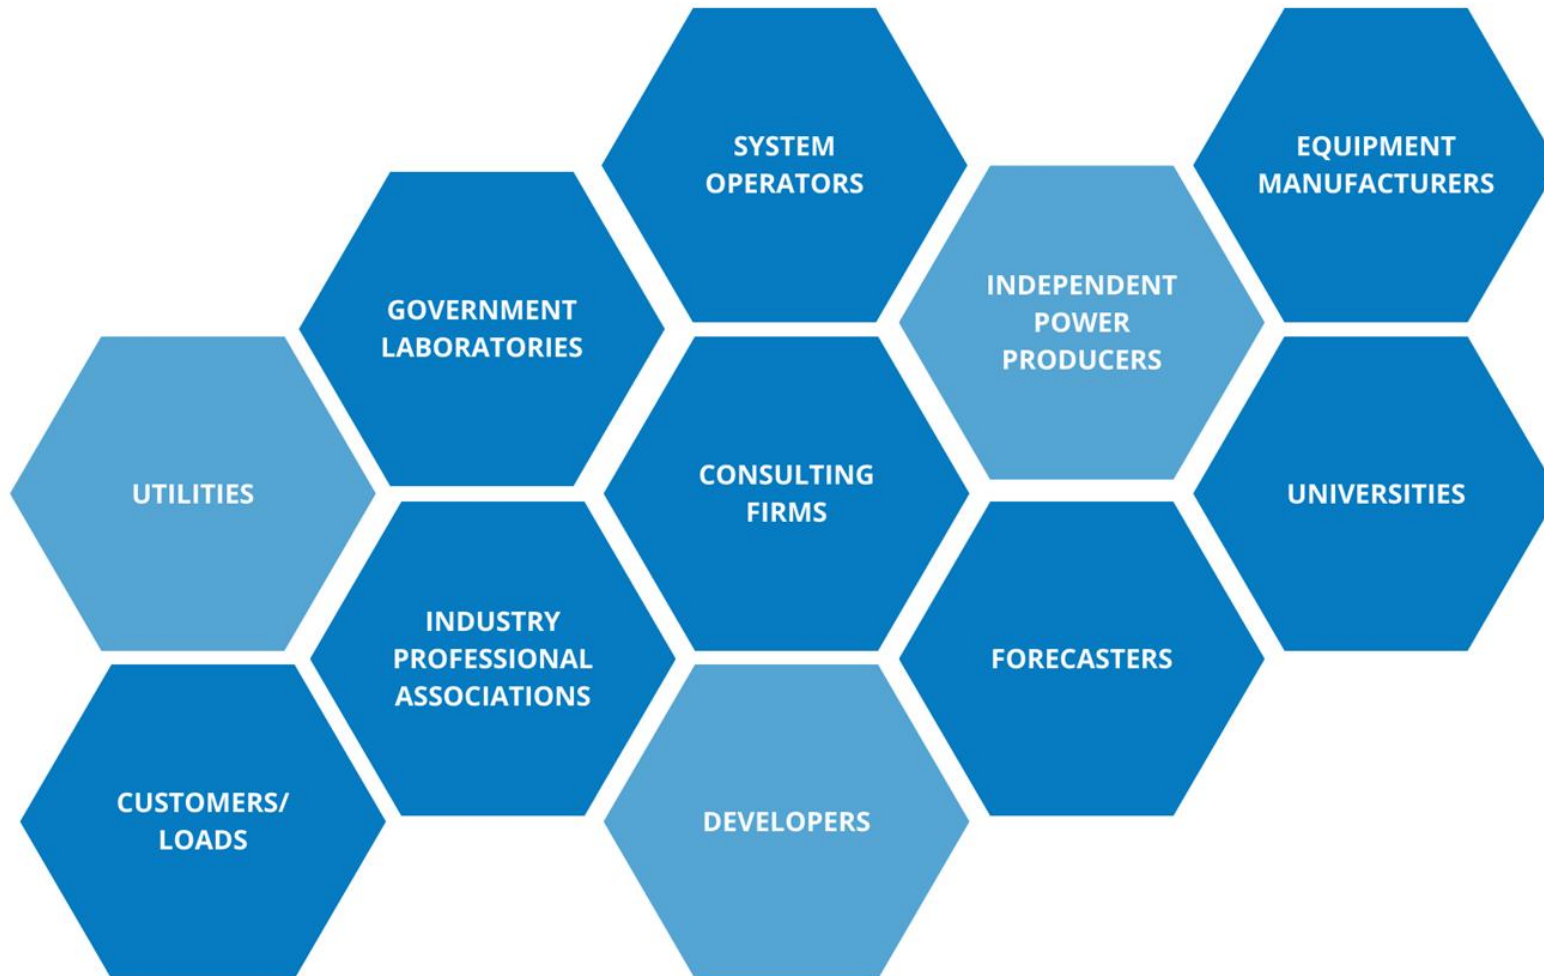 SYSTEM
OPERATORS
EQUIPMENT
MANUFACTURERS
GOVERNMENT
LABORATORIES
INDEPENDENT
POWER
PRODUCERS
UTILITIES
CONSULTING
FIRMS
UNIVERSITIES
INDUSTRY
PROFESSIONAL
ASSOCIATIONS
FORECASTERS
CUSTOMERS/
LOADS
DEVELOPERS